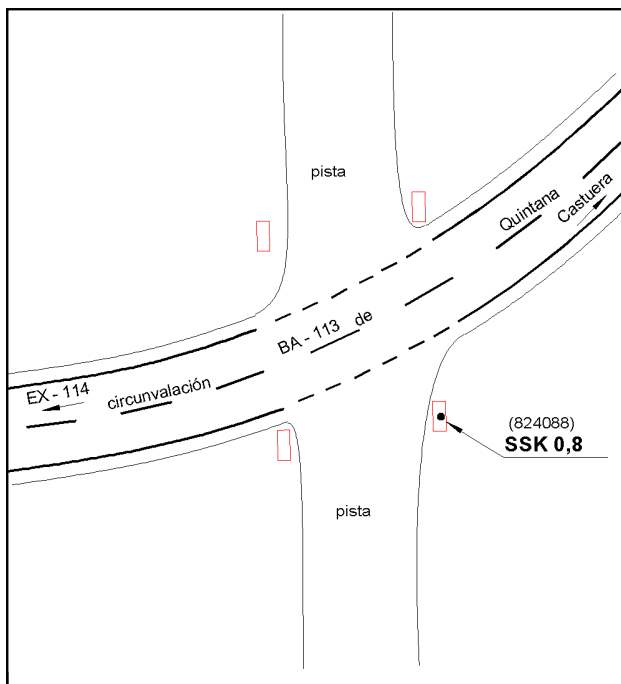 pista
Quintana
Castuera
BA - 113 de
EX - 114
circunvalación
(824088)
SSK 0,8
pista